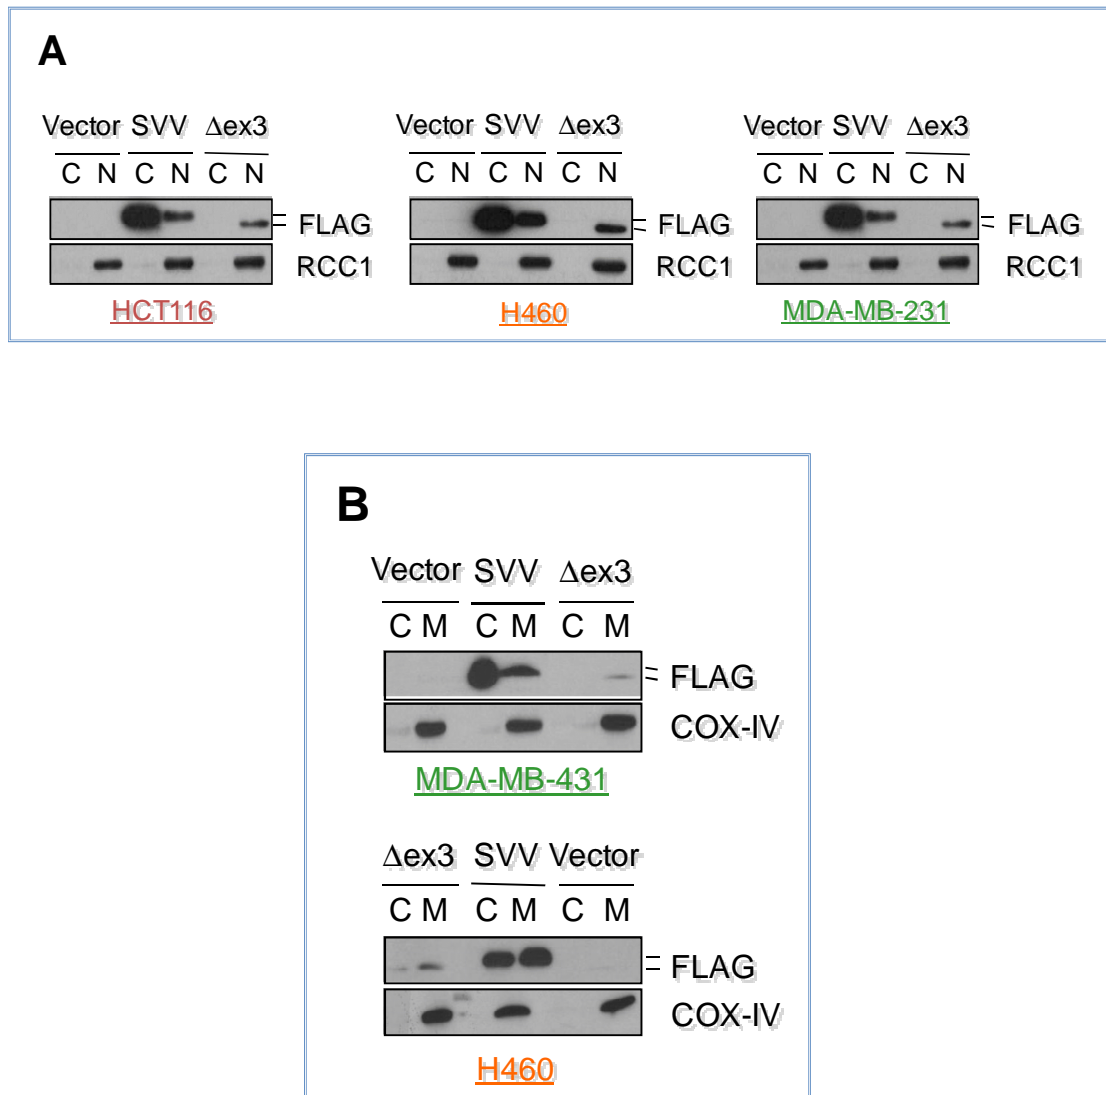 A
Vector SVV Δex3 Vector SVV Δex3 Vector SVV Δex3
C N C N C N C N C N C N C N C N C N
FLAG FLAG FLAG
RCC1 RCC1 RCC1
HCT116 H460 MDA-MB-231
B
Vector SVV Δex3
C M C M C M
FLAG
COX-IV
MDA-MB-431
Δex3 SVV Vector
C M C M C M
FLAG
COX-IV
H460